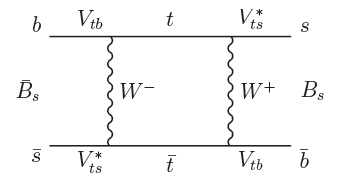 b V_{tb} t V_{ts}^* s
\bar{B}_s W^- W^+ B_s
\bar{s} V_{ts}^* \bar{t} V_{tb} \bar{b}